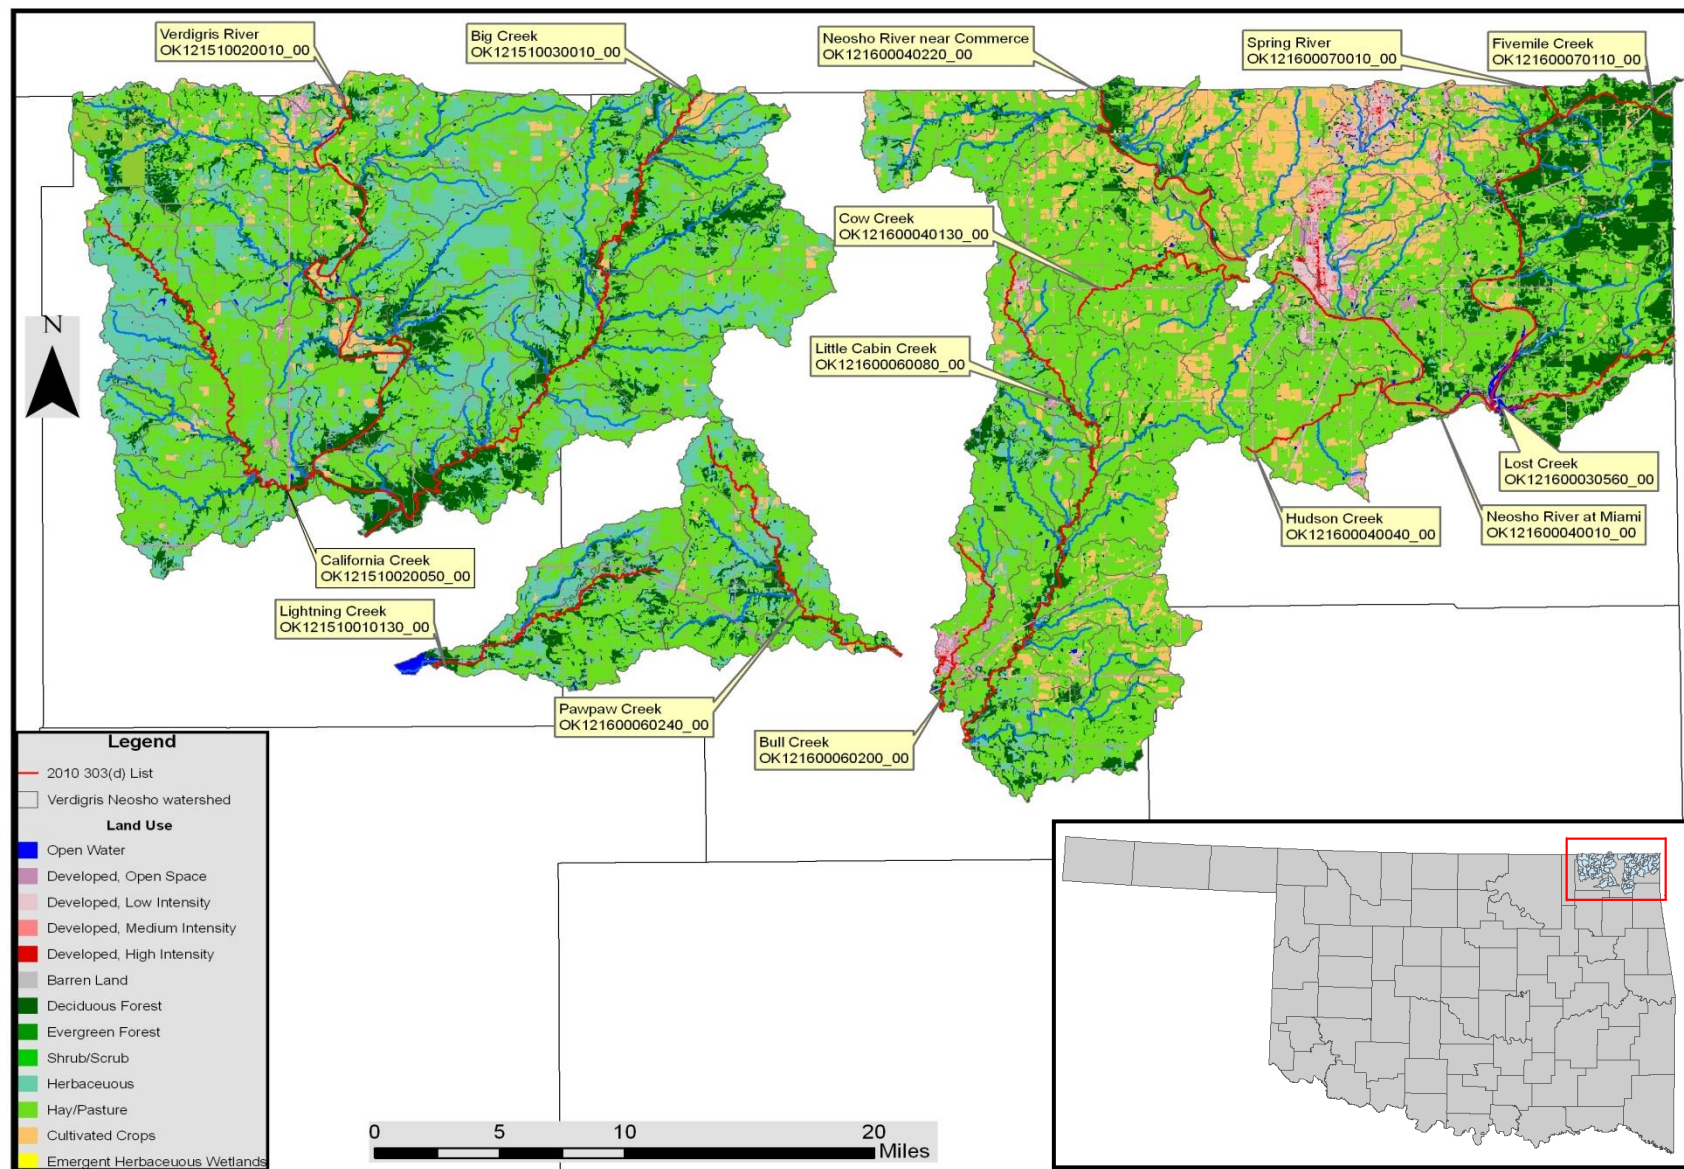 Verdigris River
OK121510020010_00
Big Creek
OK121510030010_00
Neosho River near Commerce
OK121600040220_00
Spring River
OK121600070010_00
Fivemile Creek
OK121600070110_00
Cow Creek
OK121600040130_00
Little Cabin Creek
OK121600060080_00
N
Lost Creek
OK121600030560_00
Hudson Creek
OK121600040040_00
Neosho River at Miami
OK121600040010_00
California Creek
OK121510020050_00
Lightning Creek
OK121510010130_00
Pawpaw Creek
OK121600060240_00
Bull Creek
OK121600060200_00
Legend
2010 303(d) List
Verdigris Neosho watershed
Land Use
Open Water
Developed, Open Space
Developed, Low Intensity
Developed, Medium Intensity
Developed, High Intensity
Barren Land
Deciduous Forest
Evergreen Forest
Shrub/Scrub
Herbaceuous
Hay/Pasture
Cultivated Crops
Emergent Herbaceuous Wetlands
0 5 10 20
Miles